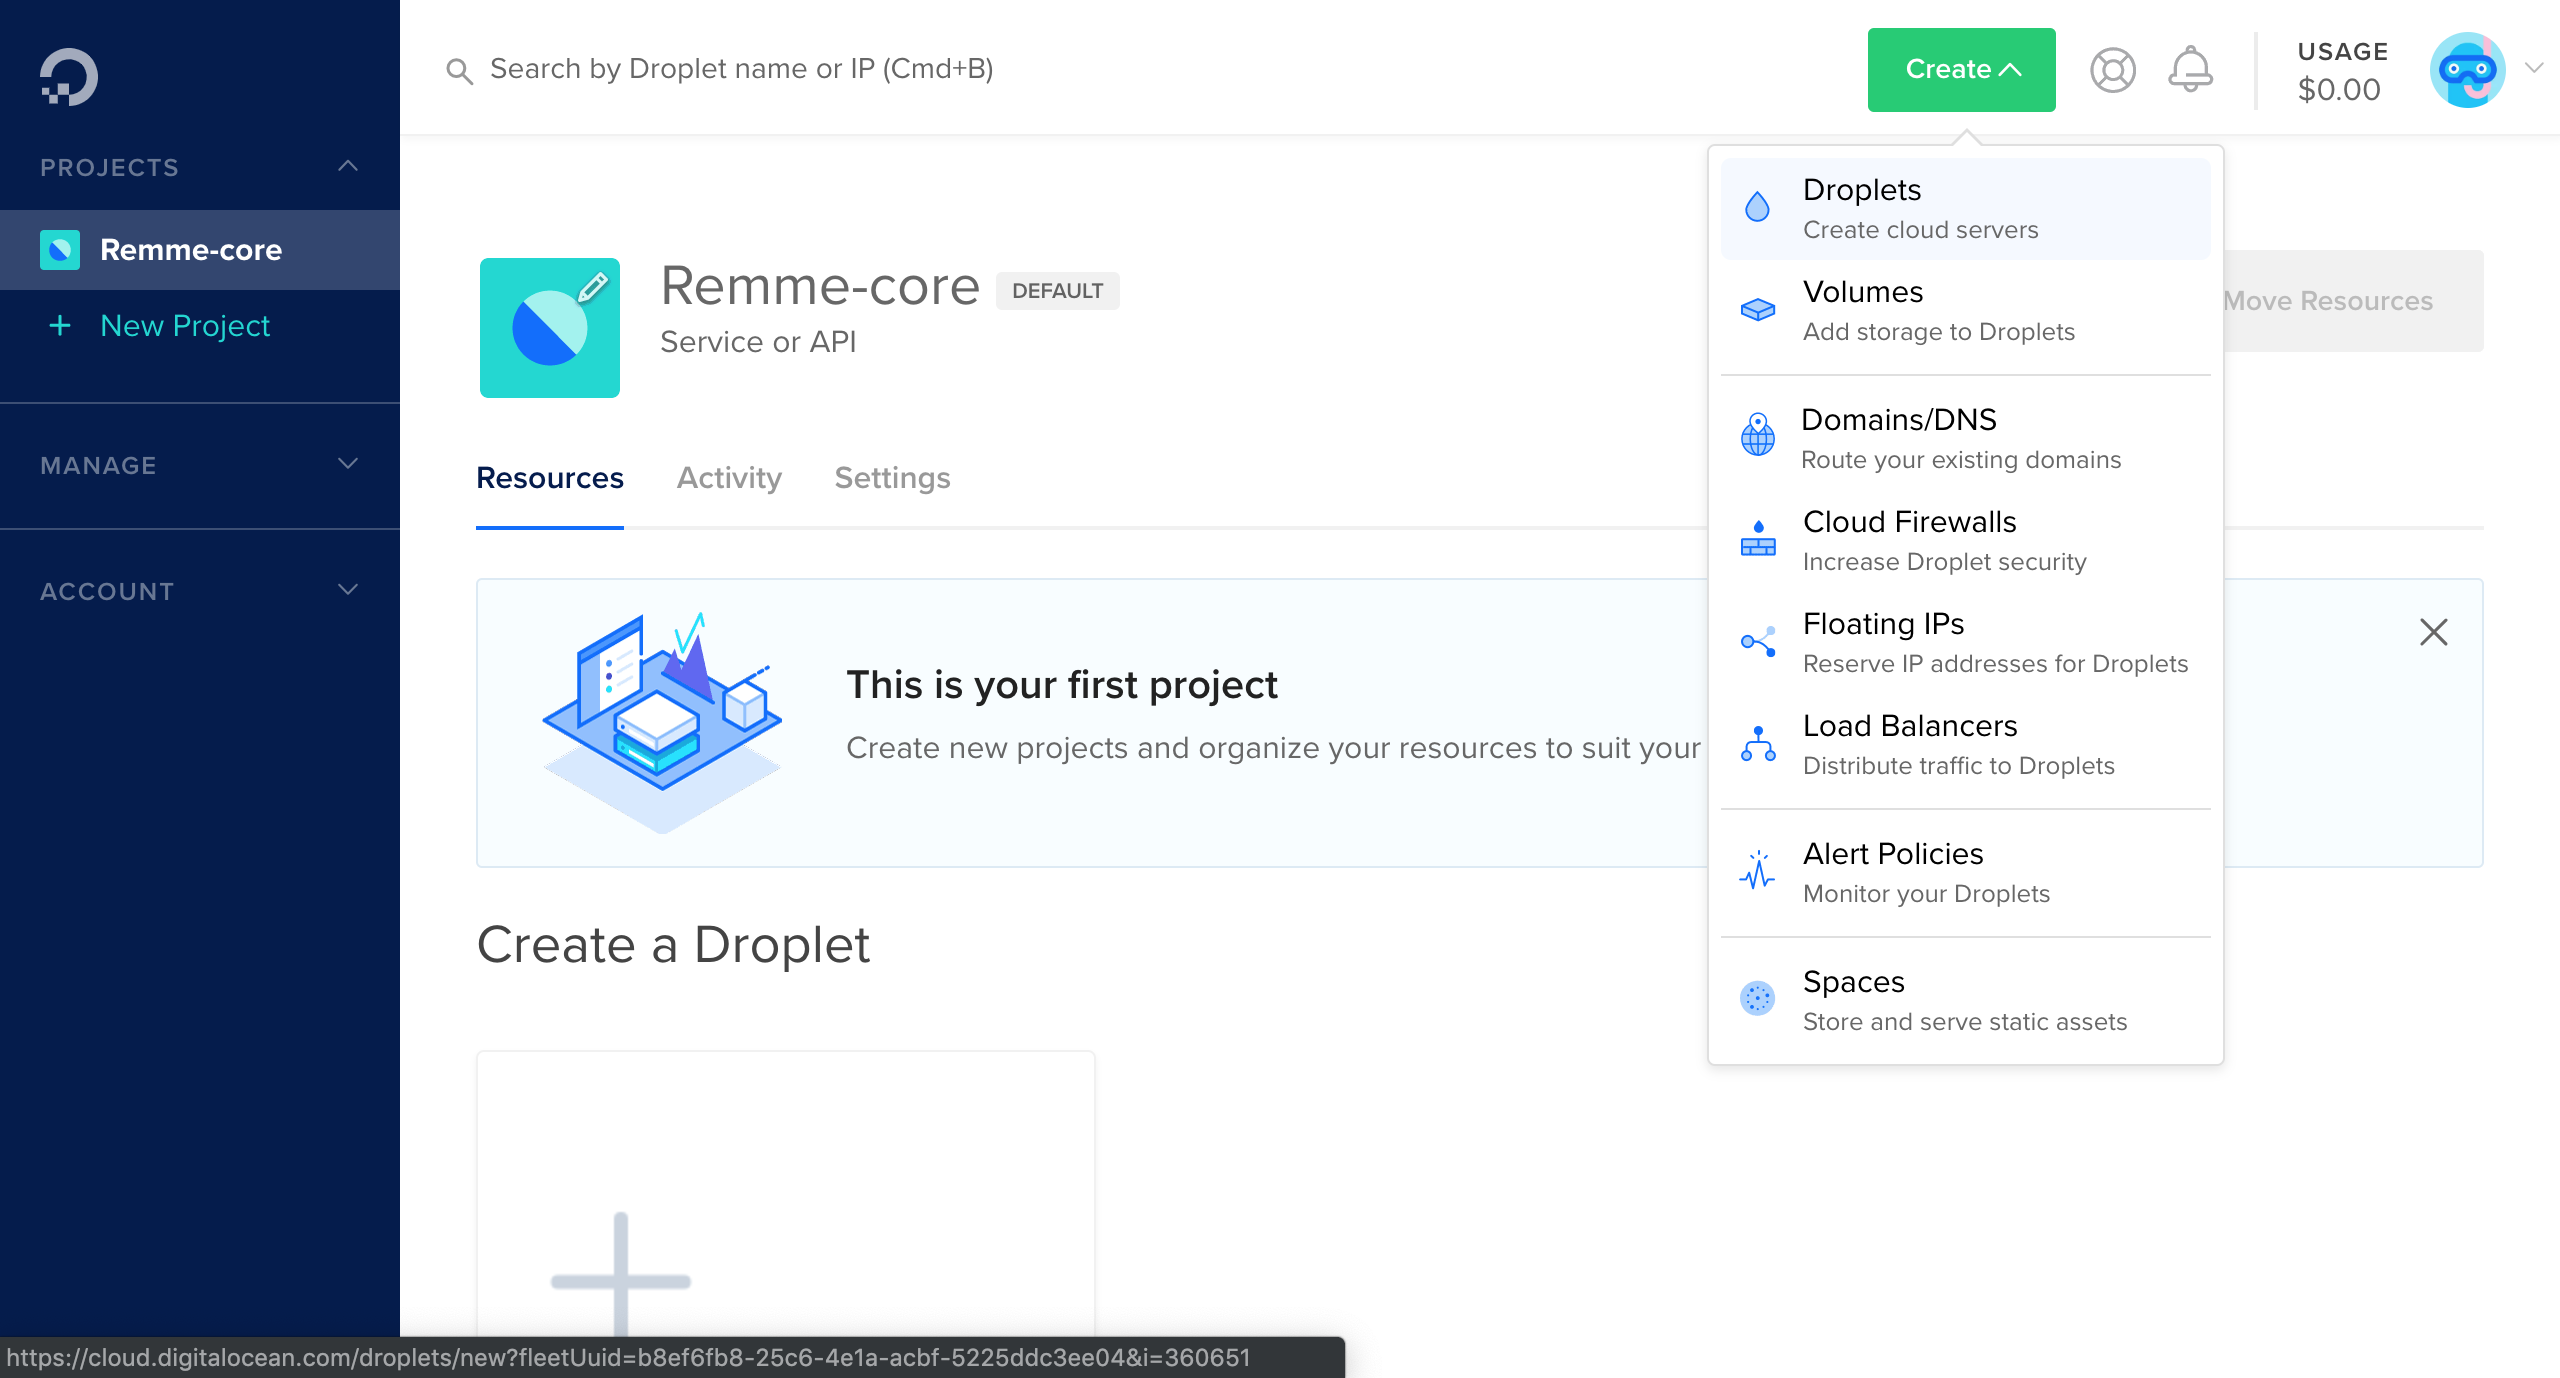 PROJECTS
Remme-core
+ New Project
MANAGE
ACCOUNT
Search by Droplet name or IP (Cmd+B)
Create
USAGE
$0.00
Remme-core
DEFAULT
Service or API
Move Resources
Resources
Activity
Settings
This is your first project
Create new projects and organize your resources to suit your
Create a Droplet
Droplets
Create cloud servers
Volumes
Add storage to Droplets
Domains/DNS
Route your existing domains
Cloud Firewalls
Increase Droplet security
Floating IPs
Reserve IP addresses for Droplets
Load Balancers
Distribute traffic to Droplets
Alert Policies
Monitor your Droplets
Spaces
Store and serve static assets
https://cloud.digitalocean.com/droplets/new?fleetUuid=b8ef6fb8-25c6-4e1a-acbf-5225ddc3ee04&i=360651